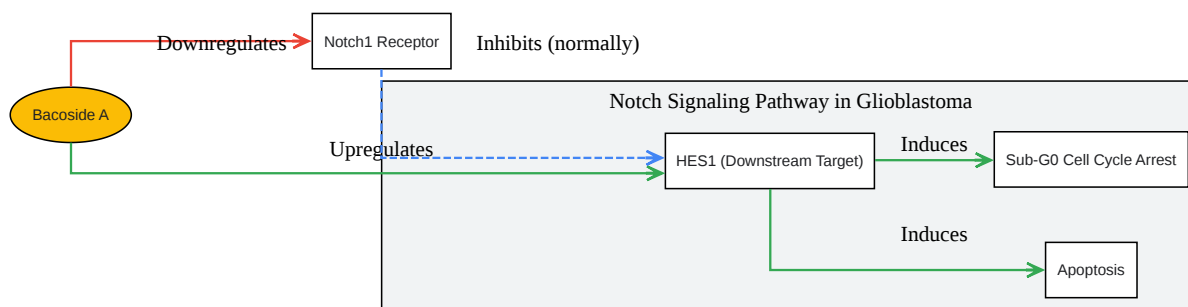 Downregulates
Notch1 Receptor
Inhibits (normally)
Notch Signaling Pathway in Glioblastoma
Bacoside A
Upregulates
HES1 (Downstream Target)
Induces
Sub-G0 Cell Cycle Arrest
Induces
Apoptosis